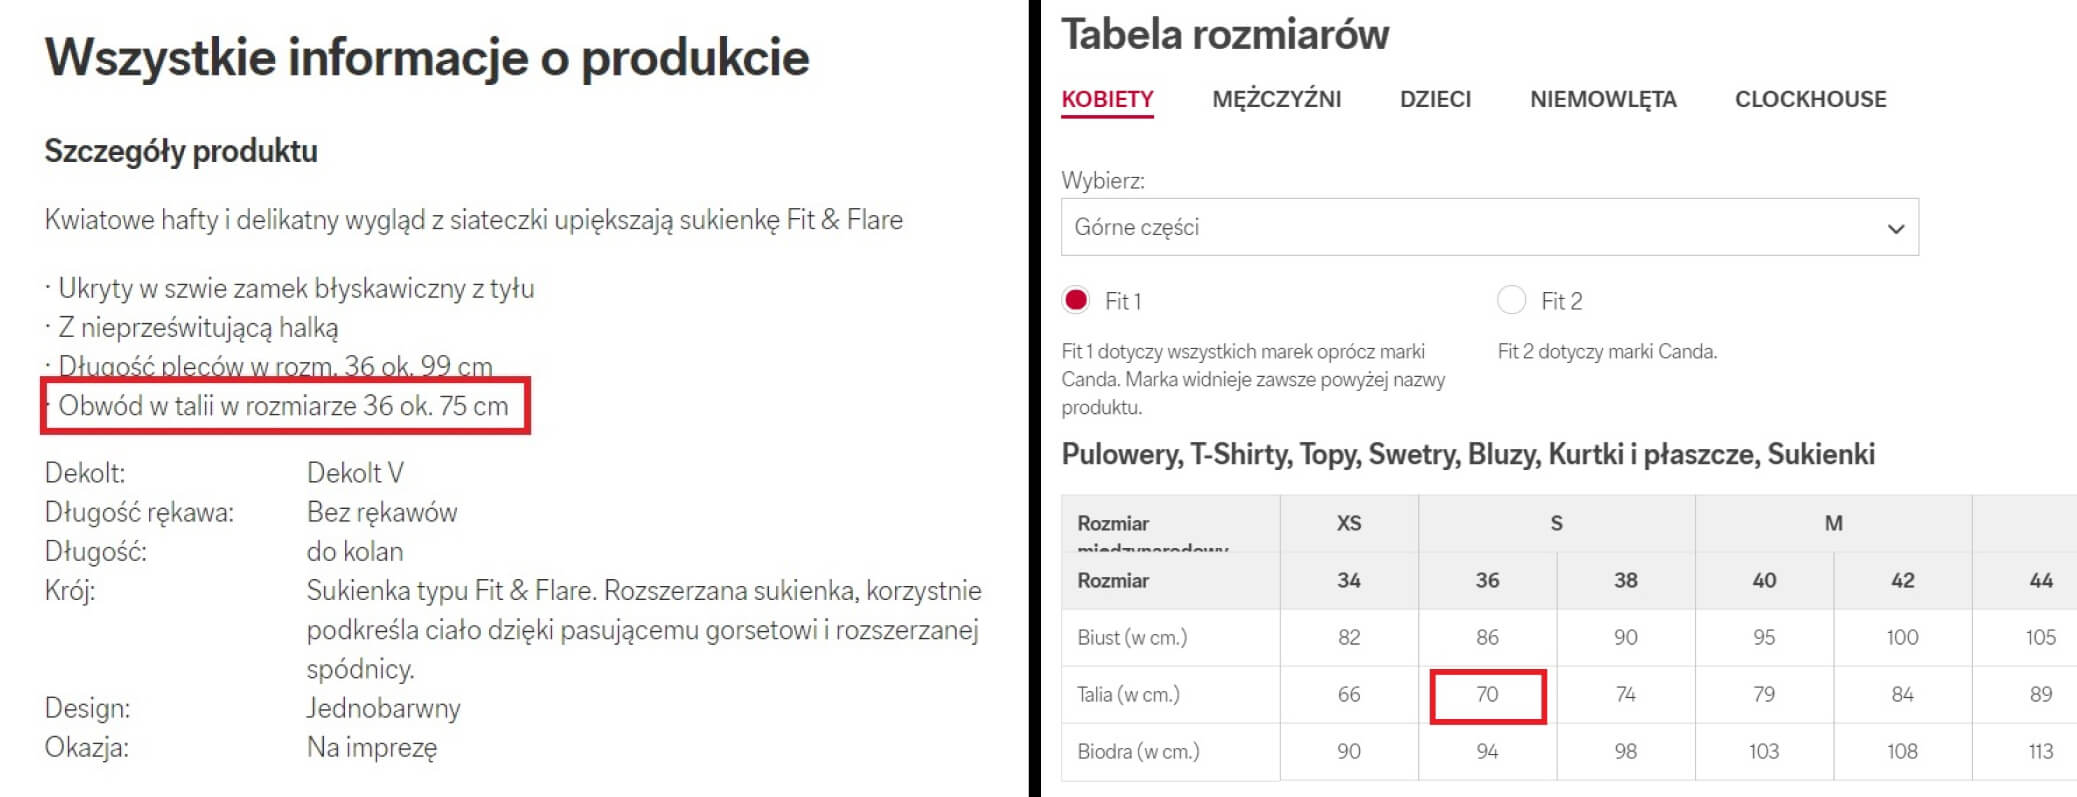 Wszystkie informacje o produkcie
Szczegóły produktu
Kwiatowe hafty i delikatny wygląd z siateczki upiększają sukienkę Fit & Flare
· Ukryty w szwie zamek błyskawiczny z tyłu
· Z nieprześwitującą halką
· Długość pleców w rozm. 36 ok. 99 cm
· Obwód w talii w rozmiarze 36 ok. 75 cm
Dekolt: Dekolt V
Długość rękawa: Bez rękawów
Długość: do kolan
Krój: Sukienka typu Fit & Flare. Rozszerzana sukienka, korzystnie
podkreśla ciało dzięki pasującemu gorsetowi i rozszerzanej
spódnicy.
Design: Jednobarwny
Okazja: Na imprezę
Tabela rozmiarów
KOBIETY MĘŻCZYŹNI DZIECI NIEMOWLĘTA CLOCKHOUSE
Wybierz:
Górne części
Fit 1 Fit 2
Fit 1 dotyczy wszystkich marek oprócz marki
Canda. Marka widnieje zawsze powyżej nazwy
produktu.
Fit 2 dotyczy marki Canda.
Pulowery, T-Shirty, Topy, Swetry, Bluzy, Kurtki i płaszcze, Sukienki
Rozmiar XS S M
międzynarodowy
Rozmiar 34 36 38 40 42 44
Biust (w cm.) 82 86 90 95 100 105
Talia (w cm.) 66 70 74 79 84 89
Biodra (w cm.) 90 94 98 103 108 113